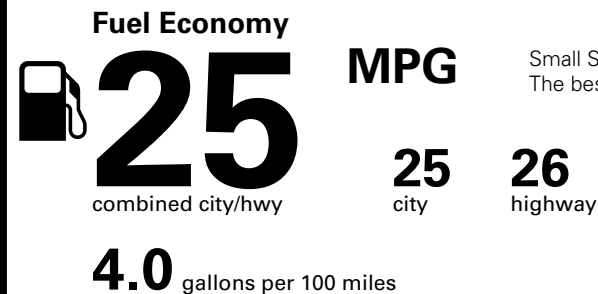 Fuel Economy
25 MPG
Small
The
25 26
combined city/hwy city highway
4.0 gallons per 100 miles